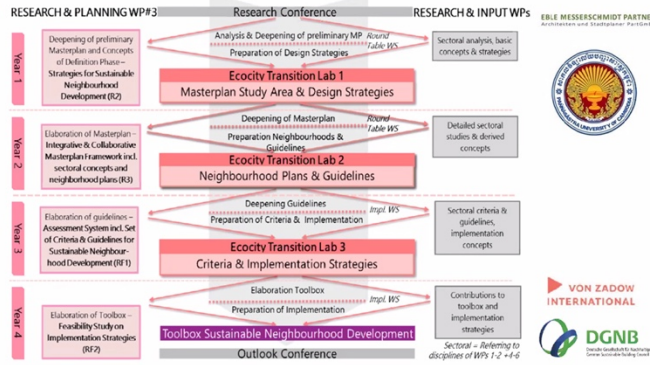 RESEARCH & PLANNING WP#3
Research Conference
RESEARCH & INPUT WPs
Year 1
Deepening of preliminary
Masterplan and Concepts
of Definition Phase –
Strategies for Sustainable
Neighbourhood
Development (R2)
Analysis & Deepening of preliminary MP
Round
Table WS
Preparation of Design Strategies
Sectoral analysis, basic
concepts & strategies
Ecocity Transition Lab 1
Masterplan Study Area & Design Strategies
Year 2
Elaboration of Masterplan –
Integrative & Collaborative
Masterplan Framework incl.
sectoral concepts and
neighborhood plans (R3)
Deepening of Masterplan
Round
Table WS
Preparation Neighbourhoods &
Guidelines
Detailed sectoral
studies & derived
concepts
Ecocity Transition Lab 2
Neighbourhood Plans & Guidelines
Year 3
Elaboration of guidelines –
Assessment System incl. Set
of Criteria & Guidelines for
Sustainable Neighbour-
hood Development (RF1)
Deepening Guidelines
Impl. WS
Preparation of Criteria & Implementation
Sectoral criteria &
guidelines,
implementation
concepts
Ecocity Transition Lab 3
Criteria & Implementation Strategies
Year 4
Elaboration of Toolbox –
Feasibility Study on
Implementation Strategies
(RF2)
Elaboration Toolbox
Impl. WS
Preparation of Implementation
Contributions to
toolbox and
implementation
strategies
Toolbox Sustainable Neighbourhood Development
Outlook Conference
Sectoral = Referring to
disciplines of WPs 1-2 +4-6
EBLE MESSERSCHMIDT PARTNER
Architekten und Stadtplaner PartGmb
VON ZADOW
INTERNATIONAL
DGNB